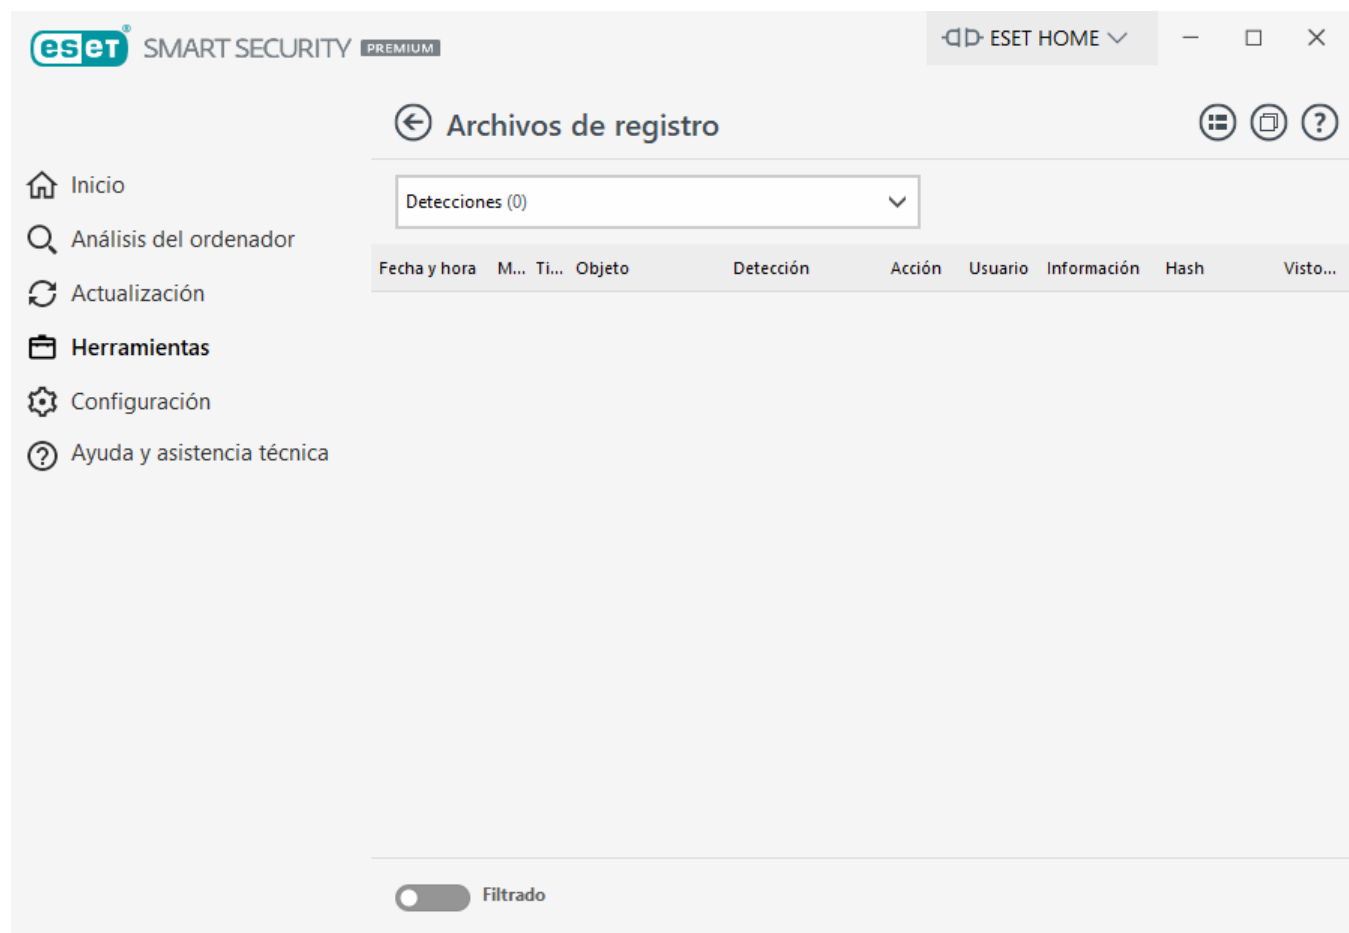 eset® SMART SECURITY PREMIUM
ESET HOME
Archivos de registro
?
Inicio
Análisis del ordenador
Actualización
Herramientas
Configuración
? Ayuda y asistencia técnica
Detecciones (0)
Fecha y hora M... Ti... Objeto Detección Acción Usuario Información Hash Visto...
Filtrado